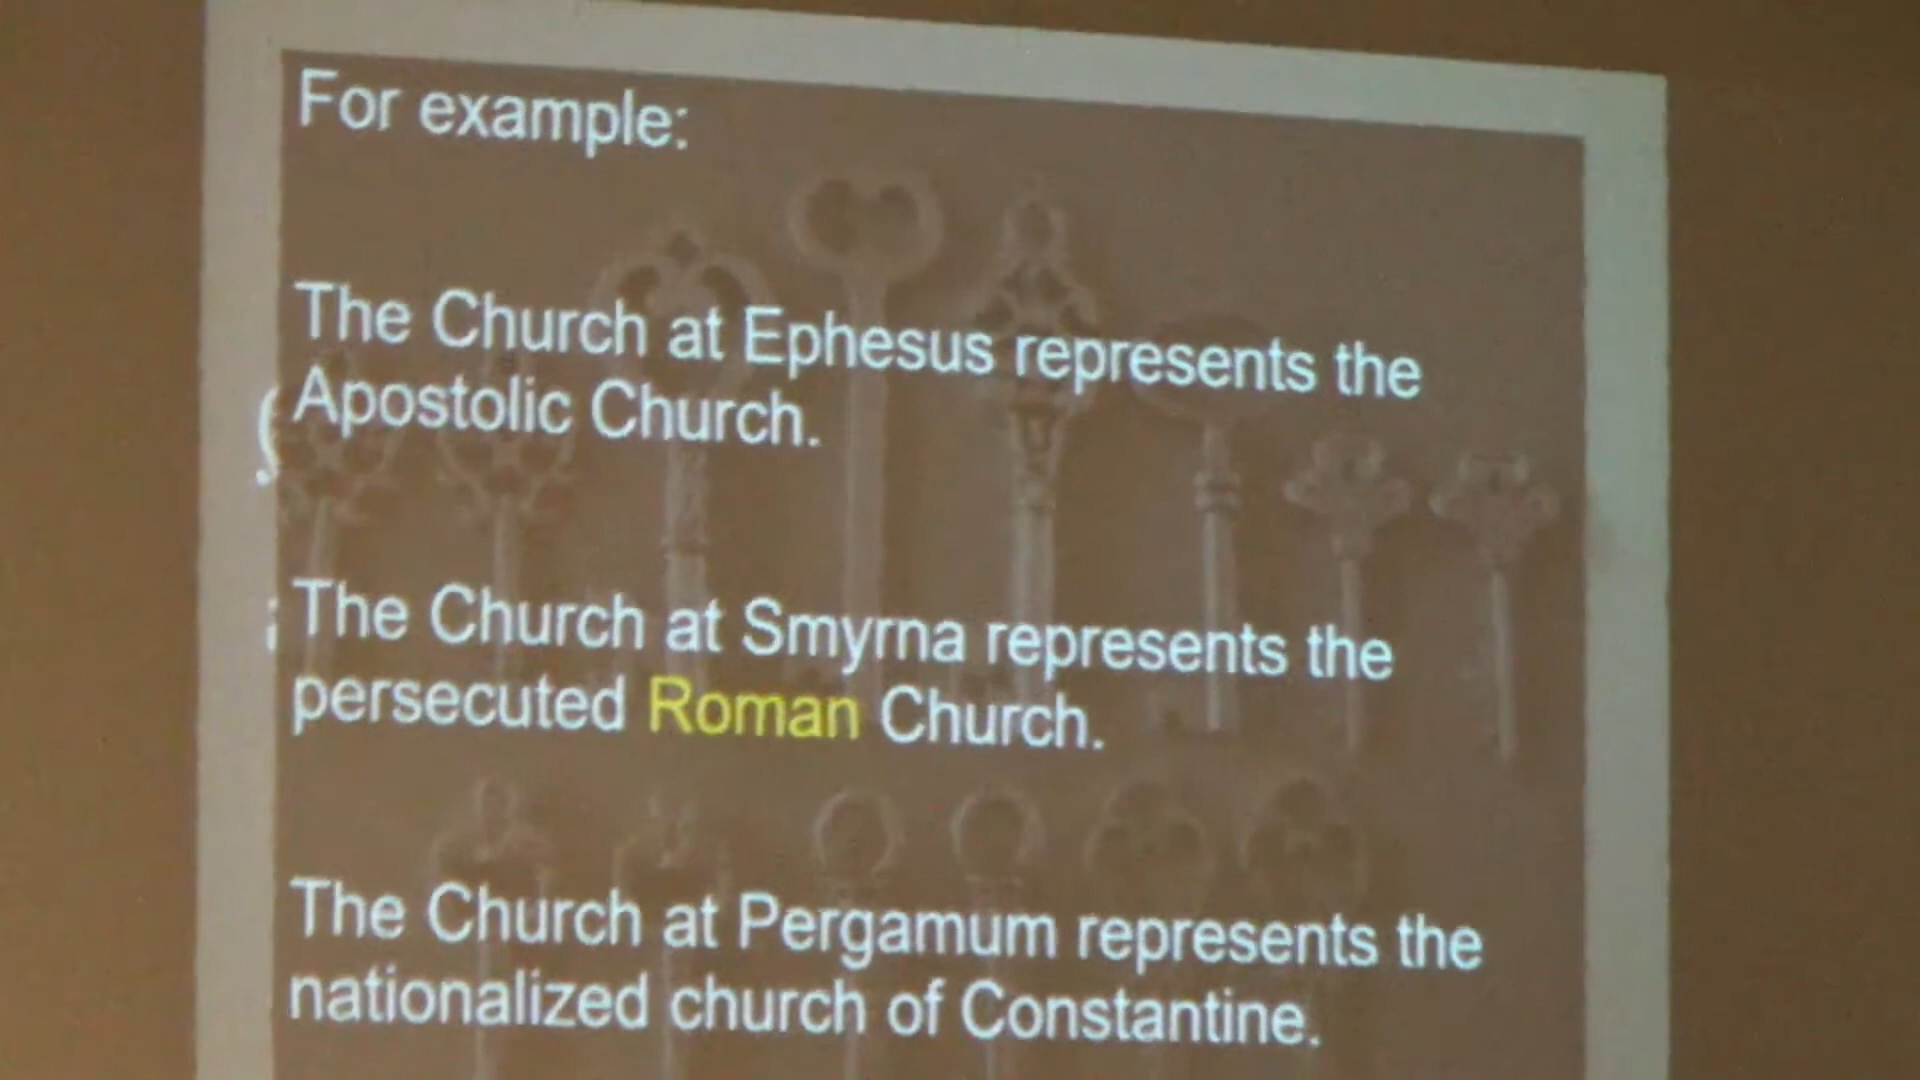 For example:
The Church at Ephesus represents the
Apostolic Church.
The Church at Smyrna represents the
persecuted Roman Church.
The Church at Pergamum represents the
nationalized church of Constantine.